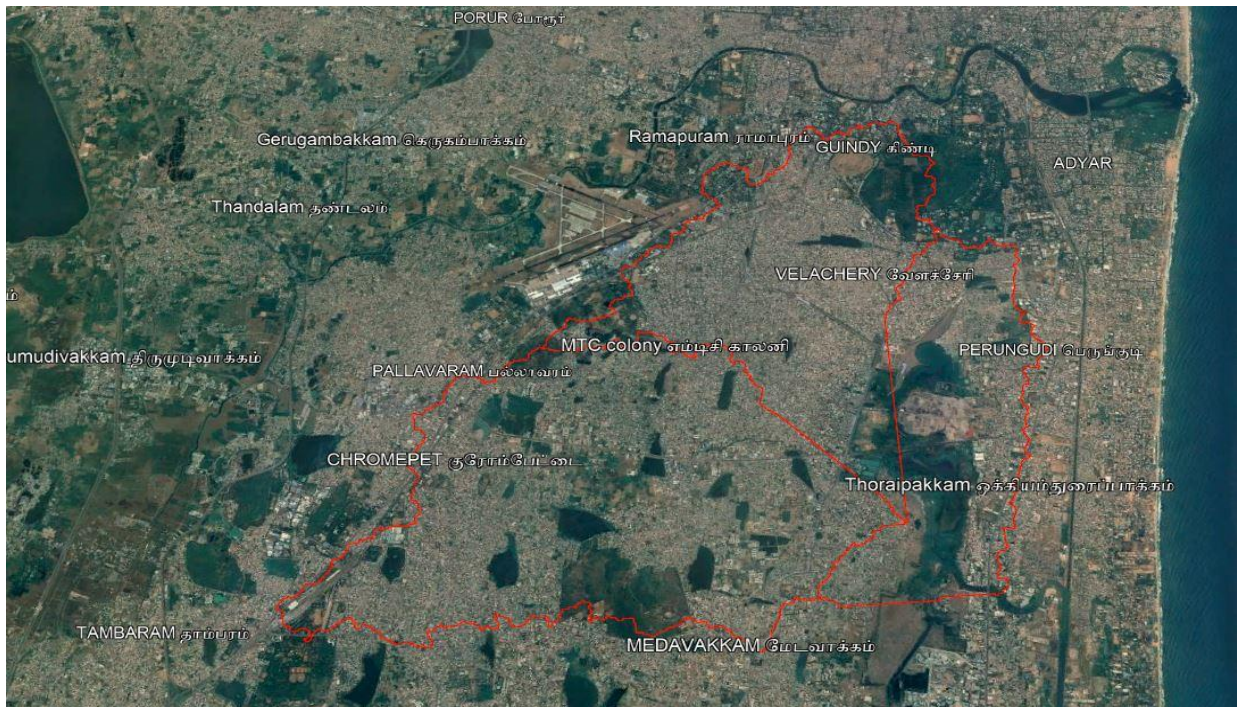 PORUR போரூர்
Ramapuram ராமாபுரம்
Gerugambakkam கெருகம்பாக்கம்
GUINDY கிண்டி
ADYAR
Thandalam தண்டலம்
VELACHERY வேளச்சேரி
ம்
umudivakkam திருமுடிவாக்கம்
MTC colony எம்டிசி காலனி
PERUNGUDI பெருங்குடி
PALLAVARAM பல்லாவரம்
CHROMEPET குரோம்பேட்டை
Thoraipakkam ஒக்கியம்துரைப்பாக்கம்
TAMBARAM தாம்பரம்
MEDAVAKKAM மேடவாக்கம்